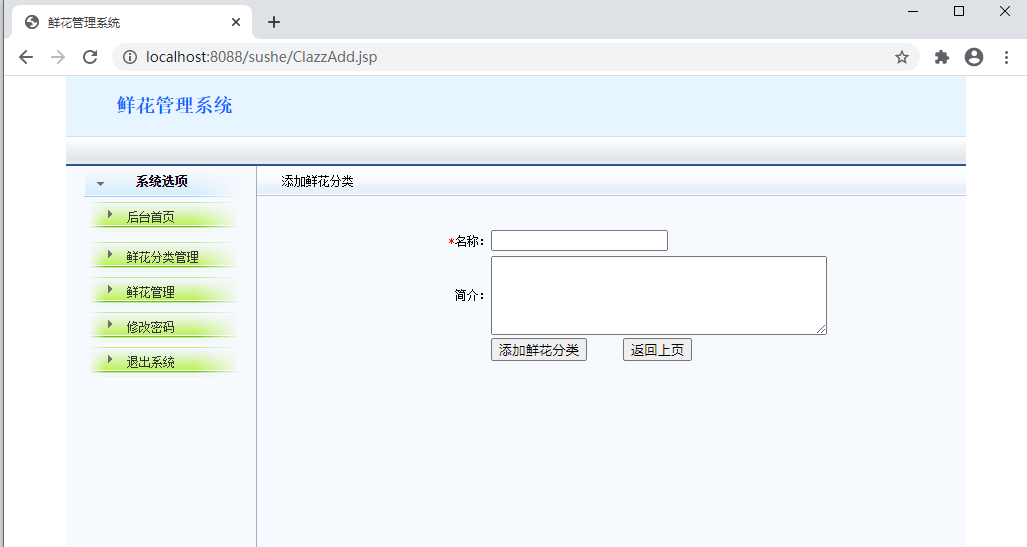 鲜花管理系统
localhost:8088/sushe/ClazzAdd.jsp
鲜花管理系统
系统选项
添加鲜花分类
后台首页
鲜花分类管理
鲜花管理
修改密码
退出系统
*名称：
简介：
添加鲜花分类 返回上页